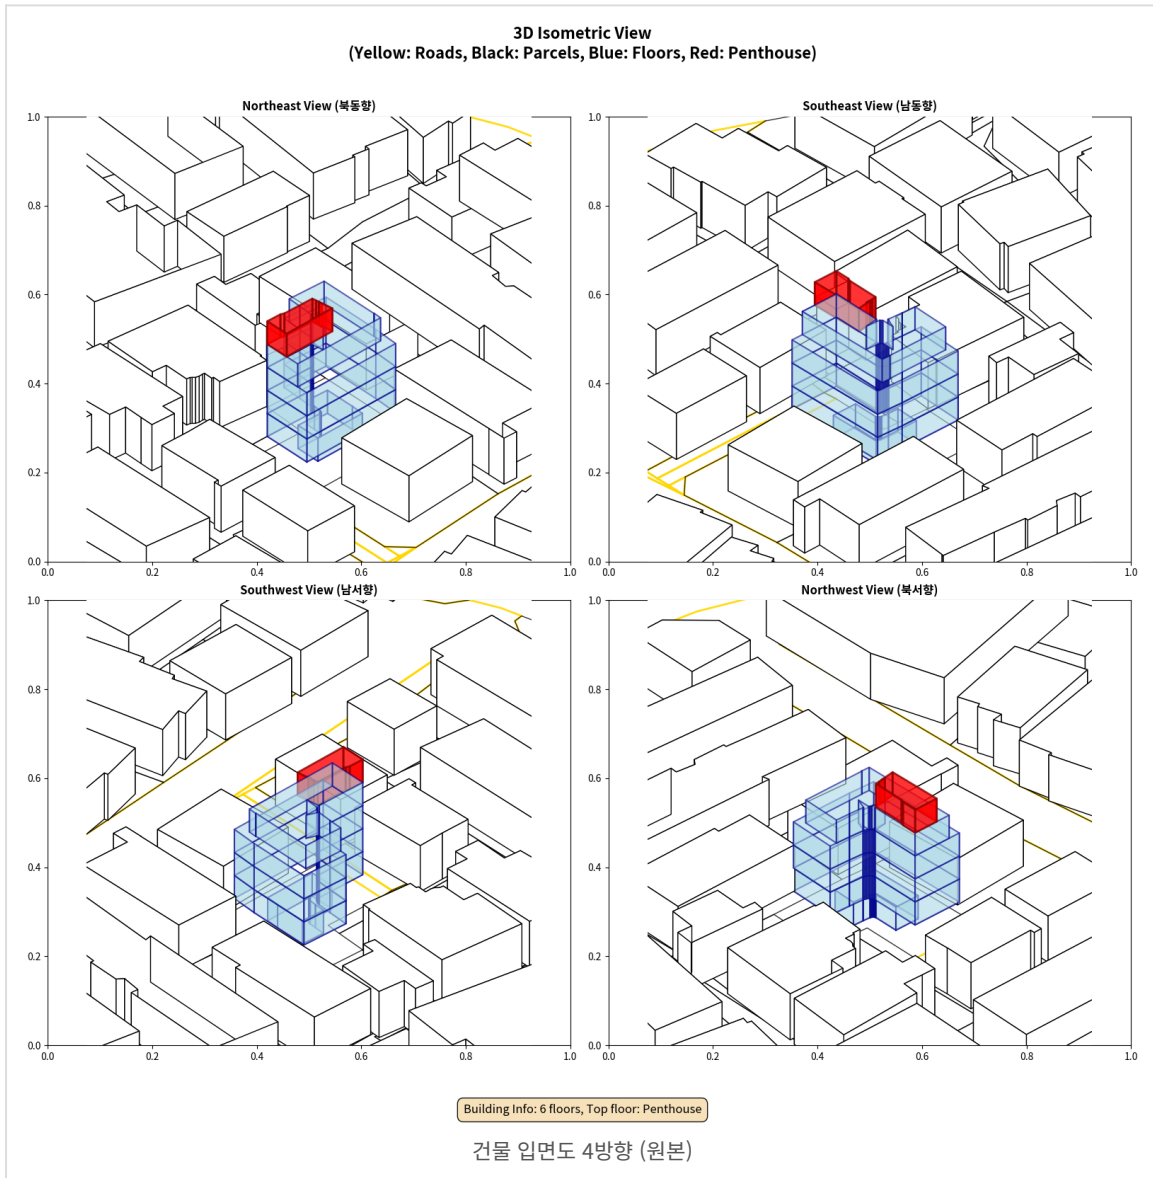 3D Isometric View
(Yellow: Roads, Black: Parcels, Blue: Floors, Red: Penthouse)
Northeast View (북동향)
1.0
0.8
0.6
0.4
0.2
0.0
0.0 0.2 0.4 0.6 0.8 1.0
Southeast View (남동향)
1.0
0.8
0.6
0.4
0.2
0.0
0.0 0.2 0.4 0.6 0.8 1.0
Southwest View (남서향)
1.0
0.8
0.6
0.4
0.2
0.0
0.0 0.2 0.4 0.6 0.8 1.0
Northwest View (북서향)
1.0
0.8
0.6
0.4
0.2
0.0
0.0 0.2 0.4 0.6 0.8 1.0
Building Info: 6 floors, Top floor: Penthouse
건물 입면도 4방향 (원본)